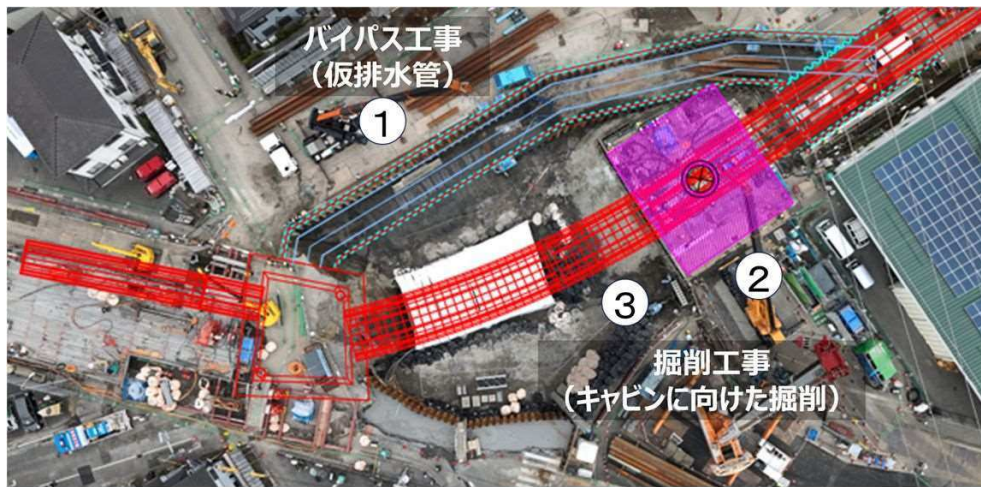 バイパス工事
（仮排水管）
①
②
③
掘削工事
（キャビンに向けた掘削）